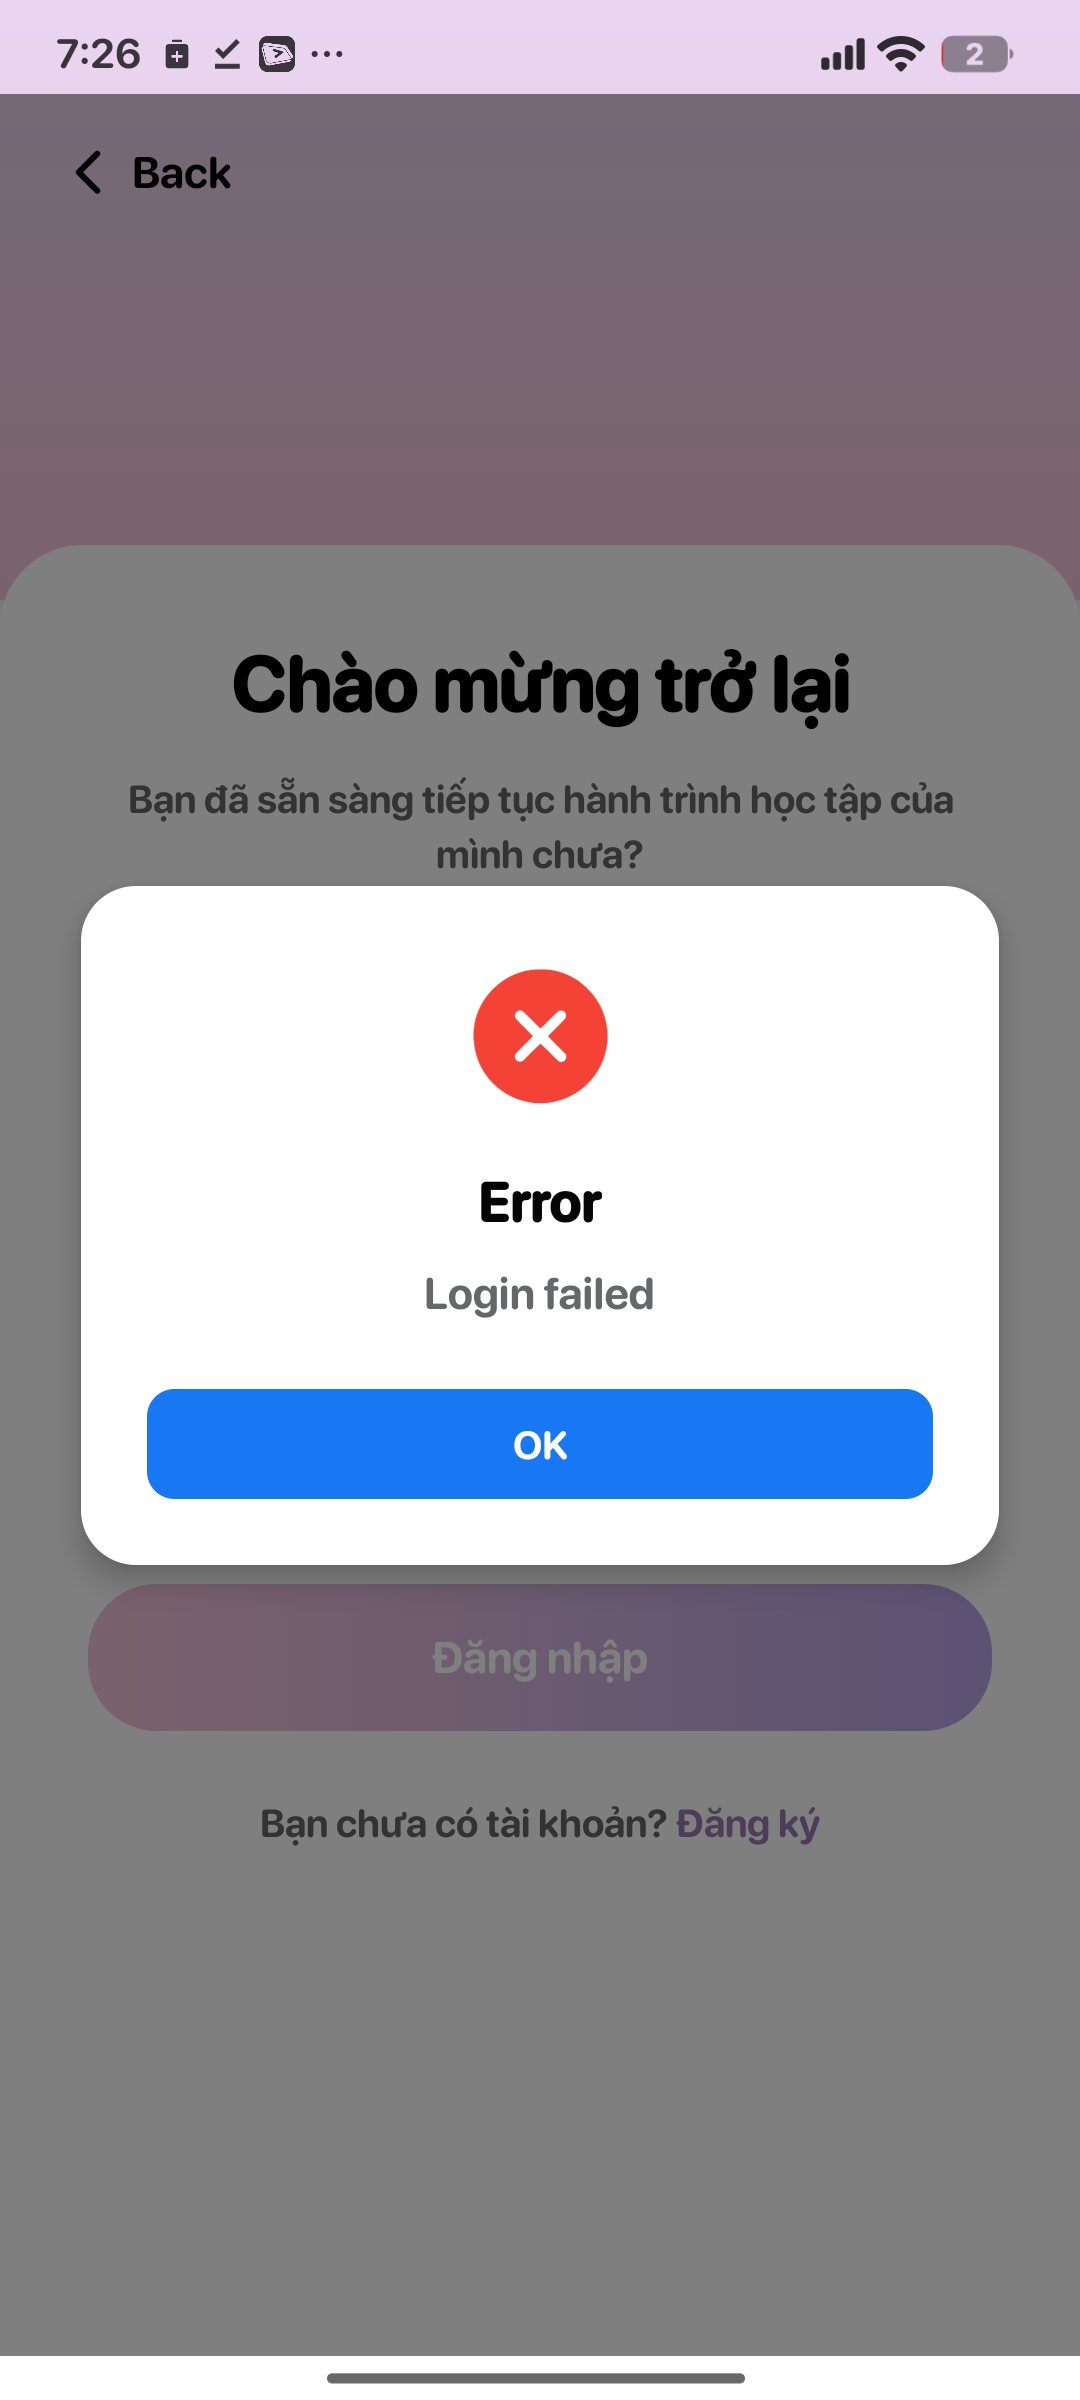 7:26
2
Back
Chào mừng trở lại
Bạn đã sẵn sàng tiếp tục hành trình học tập của
mình chưa?
Error
Login failed
OK
Đăng nhập
Bạn chưa có tài khoản? Đăng ký